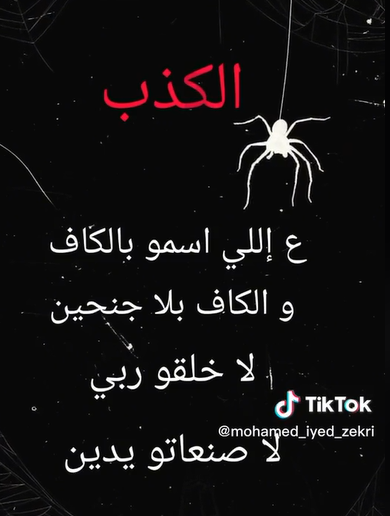 الكذب
ع إللي اسمو بالكاف
و الكاف بلا جنحين
لا خلقو ربي
TikTok
@mohamed_iyed_zekri
لا صنعاتو يدين